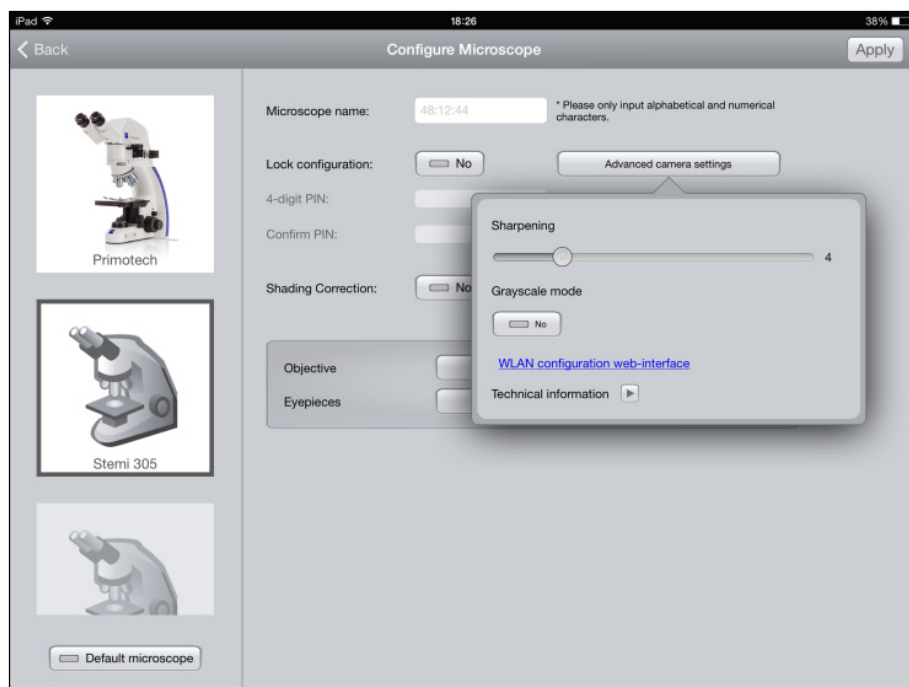 iPad 18:26 38%
Back Configure Microscope Apply
Primotech
Stemi 305
Default microscope
Microscope name: 48:12:44 * Please only input alphabetical and numerical
characters.
Lock configuration: No Advanced camera settings
4-digit PIN:
Confirm PIN:
Shading Correction: No
Objective
Eyepieces
Sharpening
4
Grayscale mode
No
WLAN configuration web-interface
Technical information